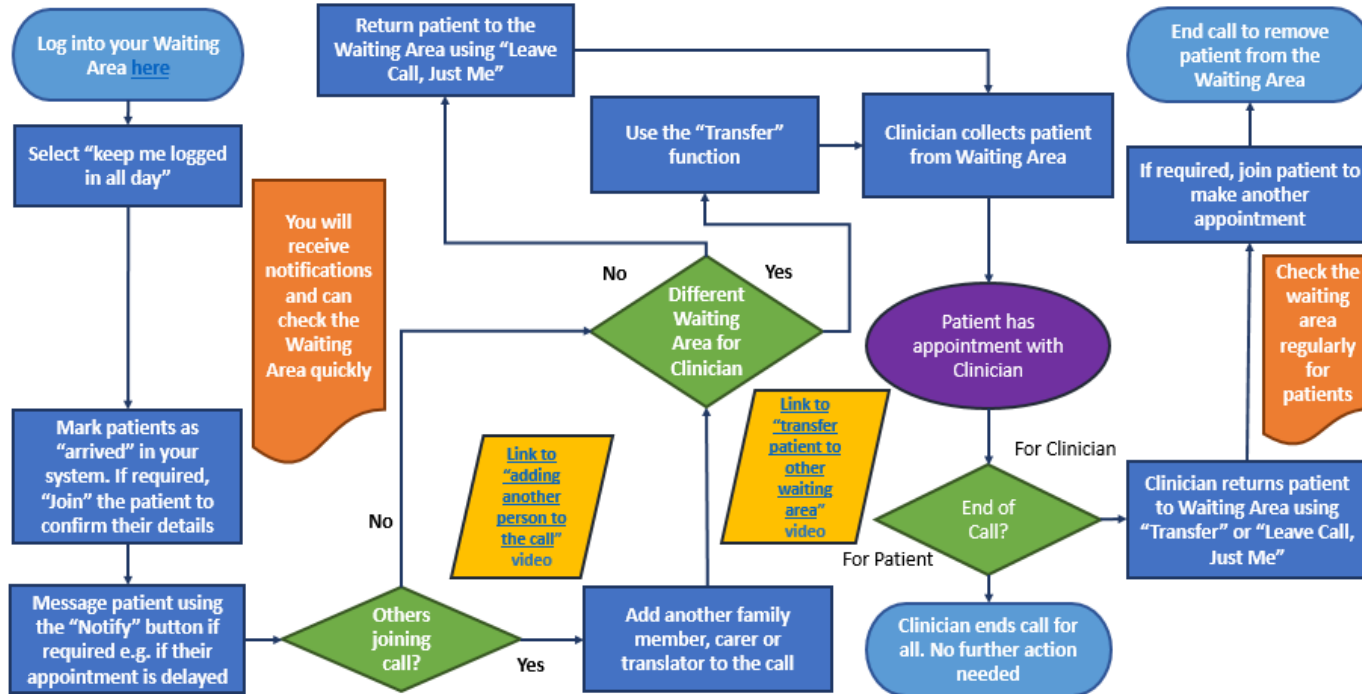 Log into your Waiting
Area here
Select “keep me logged
in all day”
You will
receive
notifications
and can
check the
Waiting
Area quickly
Mark patients as
“arrived” in your
system. If required,
“Join” the patient to
confirm their details
Message patient using
the “Notify” button if
required e.g. if their
appointment is delayed
Others
joining
call?
No
Yes
Link to
“adding
another
person to
the call”
video
Add another family
member, carer or
translator to the call
Different
Waiting
Area for
Clinician
No
Yes
Return patient to the
Waiting Area using “Leave
Call, Just Me”
Use the “Transfer”
function
Link to
“transfer
patient to
other
waiting
area”
video
Clinician collects patient
from Waiting Area
Patient has
appointment with
Clinician
End of
Call?
For Patient
For Clinician
Clinician ends call for
all. No further action
needed
Clinician returns patient
to Waiting Area using
“Transfer” or “Leave Call,
Just Me”
Check the
waiting
area
regularly
for
patients
If required, join patient to
make another
appointment
End call to remove
patient from the
Waiting Area